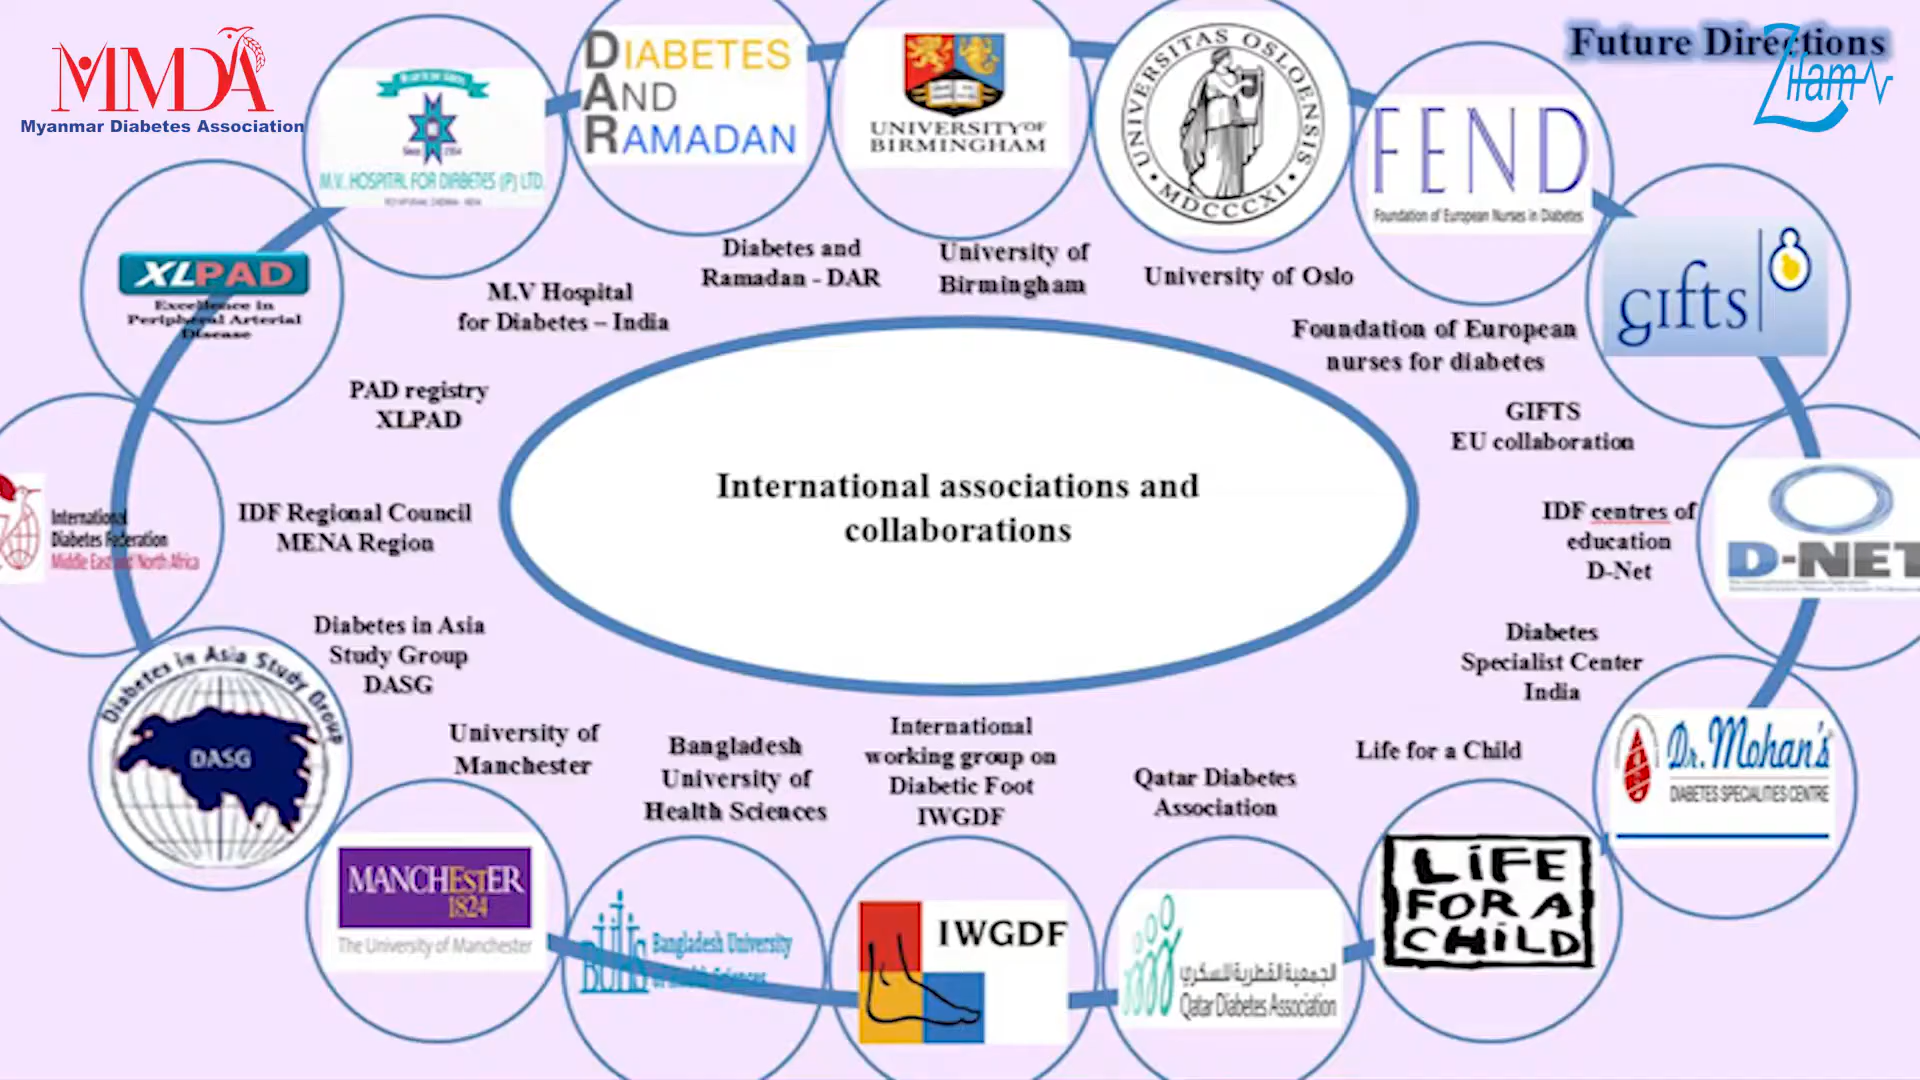 MMDA
Myanmar Diabetes Association
Future Directions
Zifam
M.V. HOSPITAL FOR DIABETES (P) LTD.
DIABETES
AND
RAMADAN
UNIVERSITY OF
BIRMINGHAM
UNIVERSITAS OSLOENSIS
MDCCCXI
FEND
Foundation of European Nurses in Diabetes
gifts
D-NET
Dr. Mohan's
DIABETES SPECIALITIES CENTRE
LiFE
FOR A
CHiLD
الجمعية القطرية للسكري
Qatar Diabetes Association
IWGDF
BUHS
Bangladesh University
of Health Sciences
MANCHESTER
1824
The University of Manchester
Diabetes in Asia Study Group
DASG
International
Diabetes Federation
Middle East and North Africa
XLPAD
Excellence in
Peripheral Arterial
Disease
M.V Hospital
for Diabetes – India
Diabetes and
Ramadan - DAR
University of
Birmingham
University of Oslo
Foundation of European
nurses for diabetes
GIFTS
EU collaboration
IDF centres of
education
D-Net
Diabetes
Specialist Center
India
Life for a Child
Qatar Diabetes
Association
International
working group on
Diabetic Foot
IWGDF
Bangladesh
University of
Health Sciences
University of
Manchester
Diabetes in Asia
Study Group
DASG
IDF Regional Council
MENA Region
PAD registry
XLPAD
International associations and
collaborations